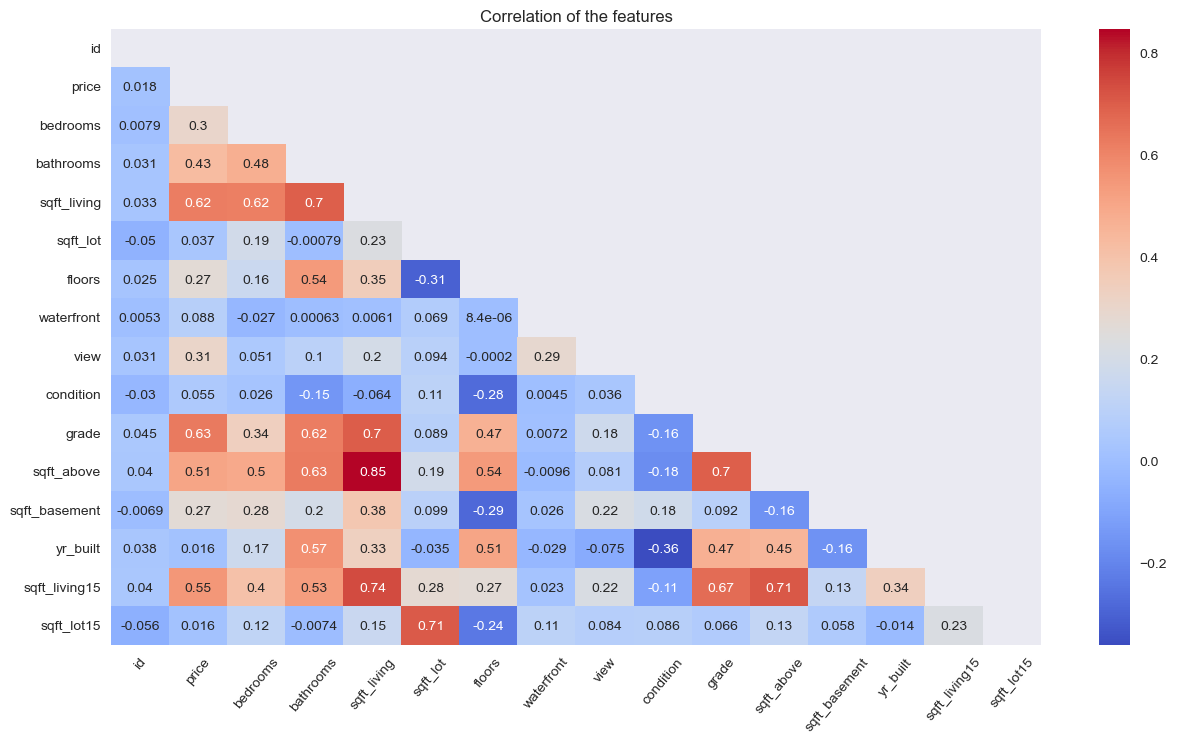 Correlation of the features
id
price 0.018
bedrooms 0.0079 0.3
bathrooms 0.031 0.43 0.48
sqft_living 0.033 0.62 0.62 0.7
sqft_lot -0.05 0.037 0.19 -0.00079 0.23
floors 0.025 0.27 0.16 0.54 0.35 -0.31
waterfront 0.0053 0.088 -0.027 0.00063 0.0061 0.069 8.4e-06
view 0.031 0.31 0.051 0.1 0.2 0.094 -0.0002 0.29
condition -0.03 0.055 0.026 -0.15 -0.064 0.11 -0.28 0.0045 0.036
grade 0.045 0.63 0.34 0.62 0.7 0.089 0.47 0.0072 0.18 -0.16
sqft_above 0.04 0.51 0.5 0.63 0.85 0.19 0.54 -0.0096 0.081 -0.18 0.7
sqft_basement -0.0069 0.27 0.28 0.2 0.38 0.099 -0.29 0.026 0.22 0.18 0.092 -0.16
yr_built 0.038 0.016 0.17 0.57 0.33 -0.035 0.51 -0.029 -0.075 -0.36 0.47 0.45 -0.16
sqft_living15 0.04 0.55 0.4 0.53 0.74 0.28 0.27 0.023 0.22 -0.11 0.67 0.71 0.13 0.34
sqft_lot15 -0.056 0.016 0.12 -0.0074 0.15 0.71 -0.24 0.11 0.084 0.086 0.066 0.13 0.058 -0.014 0.23
id price bedrooms bathrooms sqft_living sqft_lot floors waterfront view condition grade sqft_above sqft_basement yr_built sqft_living15 sqft_lot15
0.8
0.6
0.4
0.2
0.0
−0.2